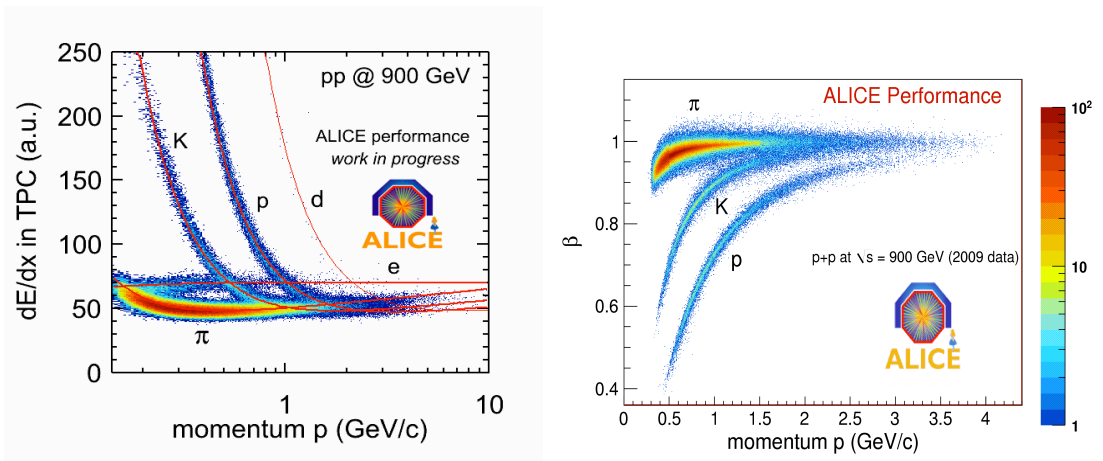 250
200
150
100
50
0
dE/dx in TPC (a.u.)
pp @ 900 GeV
ALICE performance
work in progress
ALICE
K
p
d
e
π
1
10
momentum p (GeV/c)
ALICE Performance
π
1
0.8
0.6
0.4
β
K
p
p+p at √s = 900 GeV (2009 data)
ALICE
0 0.5 1 1.5 2 2.5 3 3.5 4
momentum p (GeV/c)
10²
10
1